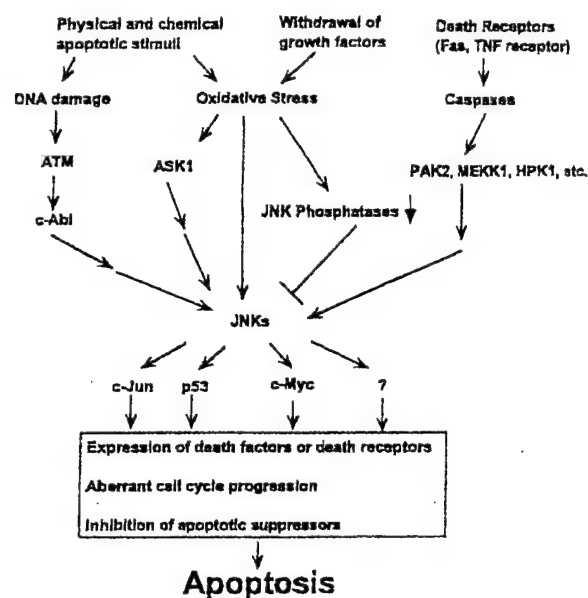 Physical and chemical
apoptotic stimuli
Withdrawal of
growth factors
Death Receptors
(Fas, TNF receptor)
DNA damage
Oxidative Stress
Caspases
ATM
ASK1
PAK2, MEKK1, HPK1, etc.
c-Abl
JNK Phosphatases
JNKs
c-Jun
p53
c-Myc
?
Expression of death factors or death receptors
Aberrant cell cycle progression
Inhibition of apoptotic suppressors
Apoptosis